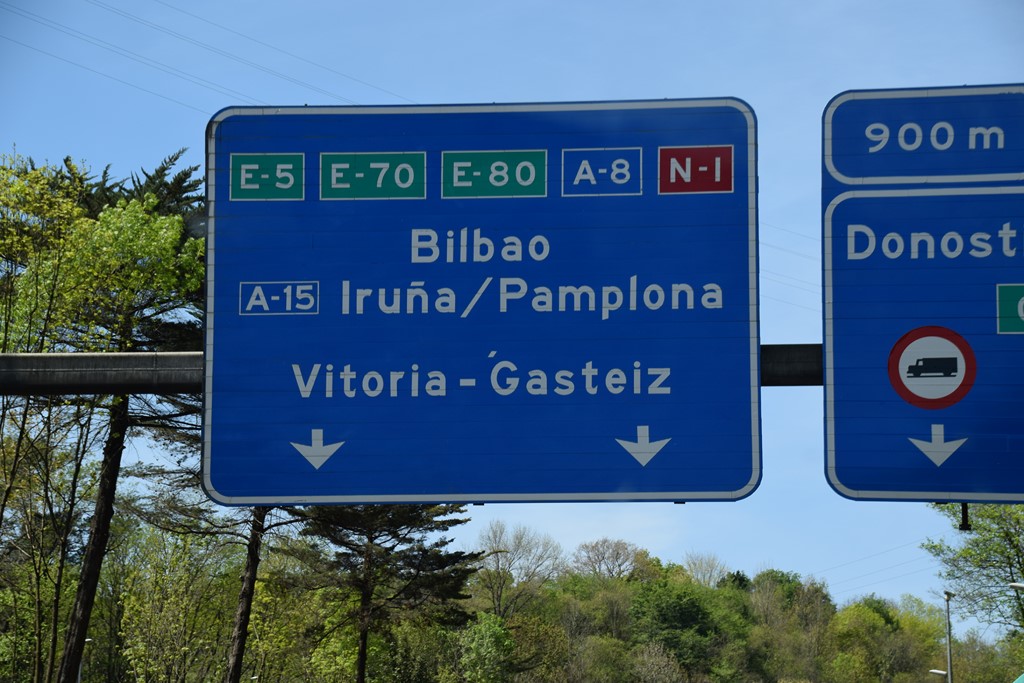 E-5 E-70 E-80 A-8 N-I
Bilbao
A-15 Iruña/Pamplona
Vitoria - Gasteiz
900 m